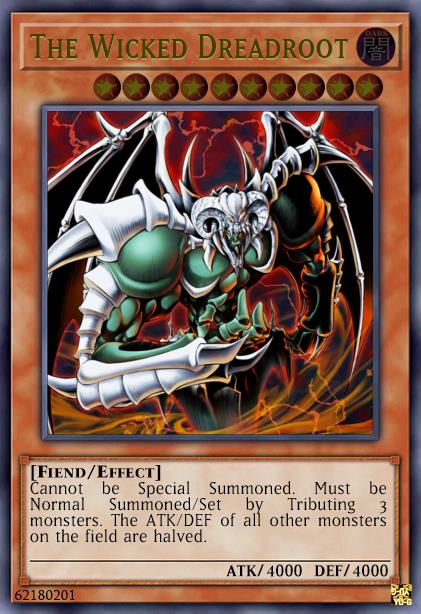 The Wicked Dreadroot
DARK
闇
[Fiend/Effect]
Cannot be Special Summoned. Must be
Normal Summoned/Set by Tributing 3
monsters. The ATK/DEF of all other monsters
on the field are halved.
ATK/4000 DEF/4000
62180201